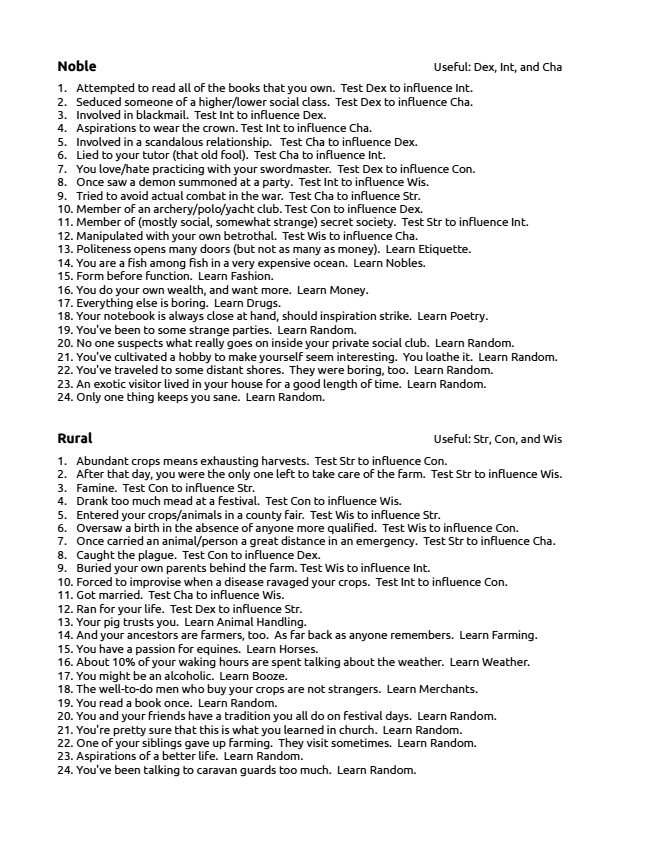 Noble Useful: Dex, Int, and Cha
1. Attempted to read all of the books that you own. Test Dex to influence Int.
2. Seduced someone of a higher/lower social class. Test Dex to influence Cha.
3. Involved in blackmail. Test Int to influence Dex.
4. Aspirations to wear the crown. Test Int to influence Cha.
5. Involved in a scandalous relationship. Test Cha to influence Dex.
6. Lied to your tutor (that old fool). Test Cha to influence Int.
7. You love/hate practicing with your swordmaster. Test Dex to influence Con.
8. Once saw a demon summoned at a party. Test Int to influence Wis.
9. Tried to avoid actual combat in the war. Test Cha to influence Str.
10. Member of an archery/polo/yacht club. Test Con to influence Dex.
11. Member of (mostly social, somewhat strange) secret society. Test Str to influence Int.
12. Manipulated with your own betrothal. Test Wis to influence Cha.
13. Politeness opens many doors (but not as many as money). Learn Etiquette.
14. You are a fish among fish in a very expensive ocean. Learn Nobles.
15. Form before function. Learn Fashion.
16. You do your own wealth, and want more. Learn Money.
17. Everything else is boring. Learn Drugs.
18. Your notebook is always close at hand, should inspiration strike. Learn Poetry.
19. You've been to some strange parties. Learn Random.
20. No one suspects what really goes on inside your private social club. Learn Random.
21. You've cultivated a hobby to make yourself seem interesting. You loathe it. Learn Random.
22. You've traveled to some distant shores. They were boring, too. Learn Random.
23. An exotic visitor lived in your house for a good length of time. Learn Random.
24. Only one thing keeps you sane. Learn Random.
Rural Useful: Str, Con, and Wis
1. Abundant crops means exhausting harvests. Test Str to influence Con.
2. After that day, you were the only one left to take care of the farm. Test Str to influence Wis.
3. Famine. Test Con to influence Str.
4. Drank too much mead at a festival. Test Con to influence Wis.
5. Entered your crops/animals in a county fair. Test Wis to influence Str.
6. Oversaw a birth in the absence of anyone more qualified. Test Wis to influence Con.
7. Once carried an animal/person a great distance in an emergency. Test Str to influence Cha.
8. Caught the plague. Test Con to influence Dex.
9. Buried your own parents behind the farm. Test Wis to influence Int.
10. Forced to improvise when a disease ravaged your crops. Test Int to influence Con.
11. Got married. Test Cha to influence Wis.
12. Ran for your life. Test Dex to influence Str.
13. Your pig trusts you. Learn Animal Handling.
14. And your ancestors are farmers, too. As far back as anyone remembers. Learn Farming.
15. You have a passion for equines. Learn Horses.
16. About 10% of your waking hours are spent talking about the weather. Learn Weather.
17. You might be an alcoholic. Learn Booze.
18. The well-to-do men who buy your crops are not strangers. Learn Merchants.
19. You read a book once. Learn Random.
20. You and your friends have a tradition you all do on festival days. Learn Random.
21. You're pretty sure that this is what you learned in church. Learn Random.
22. One of your siblings gave up farming. They visit sometimes. Learn Random.
23. Aspirations of a better life. Learn Random.
24. You've been talking to caravan guards too much. Learn Random.